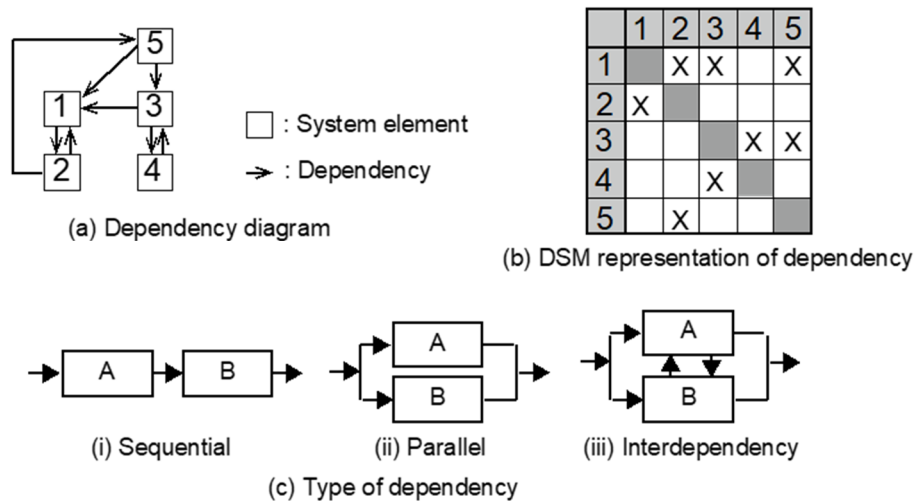 5
1 3
2 4
: System element
: Dependency
(a) Dependency diagram
1 2 3 4 5
1 X X X
2 X
3 X X
4 X
5 X
(b) DSM representation of dependency
A B
(i) Sequential
A
B
(ii) Parallel
A
B
(iii) Interdependency
(c) Type of dependency